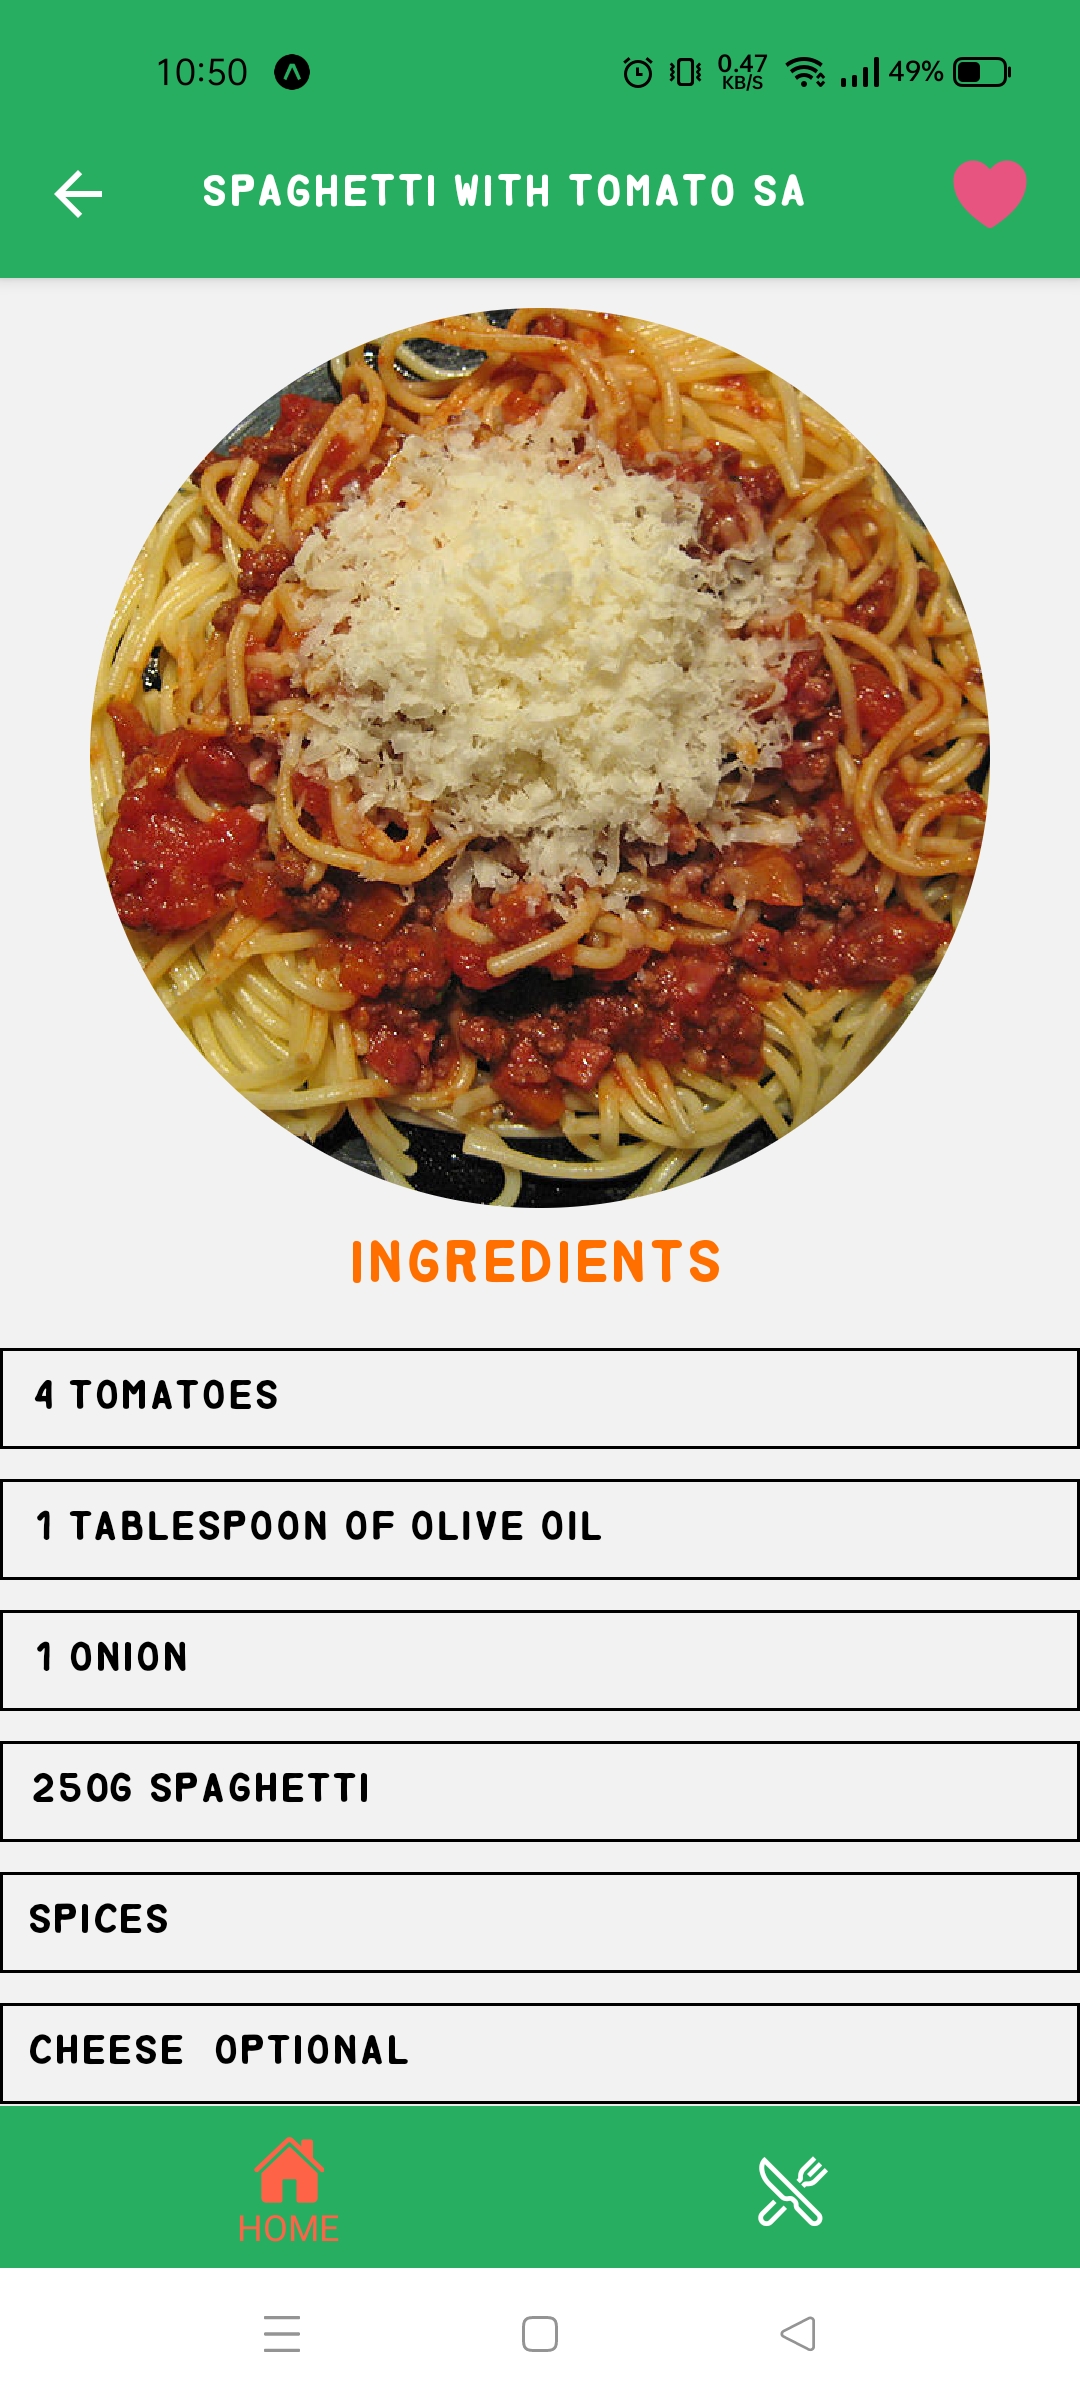 10:50 0.47 KB/S 49%
SPAGHETTI WITH TOMATO SA
INGREDIENTS
4 TOMATOES
1 TABLESPOON OF OLIVE OIL
1 ONION
250G SPAGHETTI
SPICES
CHEESE  OPTIONAL
HOME